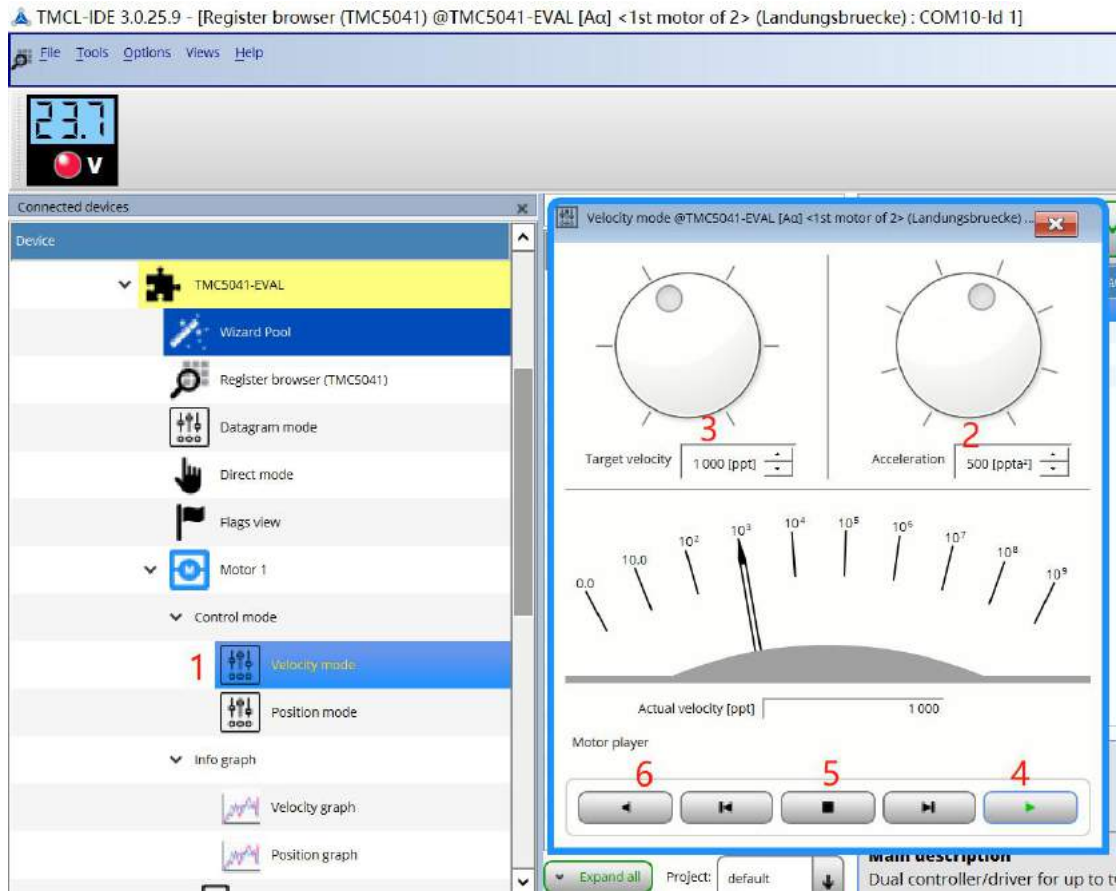 TMCL-IDE 3.0.25.9 - [Register browser (TMC5041) @TMC5041-EVAL [Aα] <1st motor of 2> (Landungsbruecke) : COM10-Id 1]
File Tools Options Views Help
23.7
V
Connected devices
Device
TMC5041-EVAL
Wizard Pool
Register browser (TMC5041)
Datagram mode
Direct mode
Flags view
Motor 1
Control mode
1 Velocity mode
Position mode
Info graph
Velocity graph
Position graph
Velocity mode @TMC5041-EVAL [Aα] <1st motor of 2> (Landungsbruecke) ...
3 2
Target velocity 1 000 [ppt] Acceleration 500 [ppta²]
0.0 10.0 10² 10³ 10⁴ 10⁵ 10⁶ 10⁷ 10⁸ 10⁹
Actual velocity [ppt] 1 000
Motor player
6 5 4
Expand all Project: default
Main description
Dual controller/driver for up to